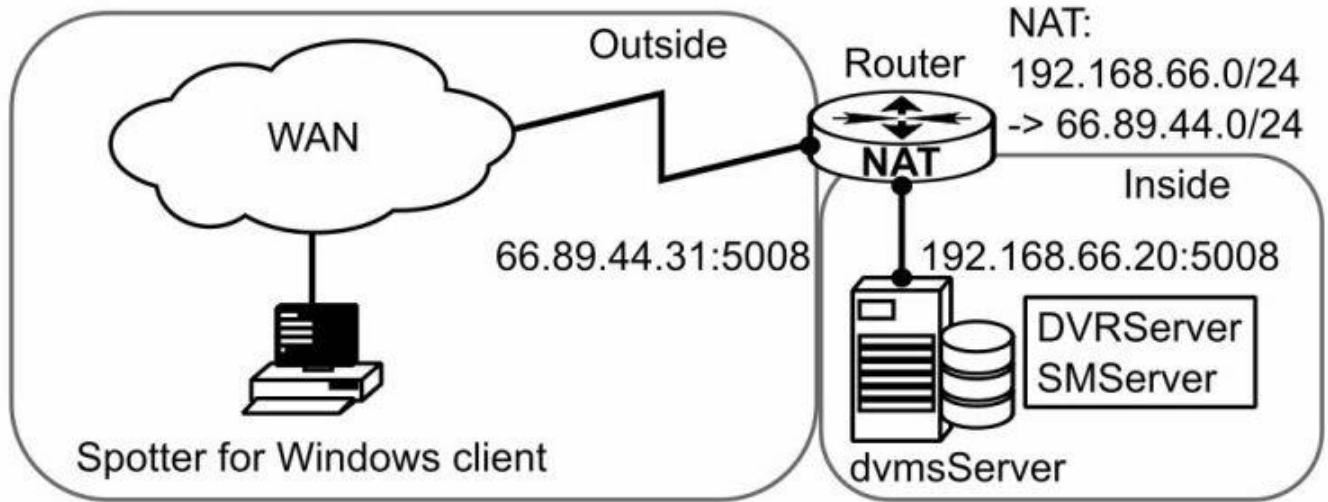 Outside
NAT:
192.168.66.0/24
-> 66.89.44.0/24
Router
WAN
NAT
Inside
66.89.44.31:5008
192.168.66.20:5008
DVRServer
SMServer
Spotter for Windows client
dvmsServer